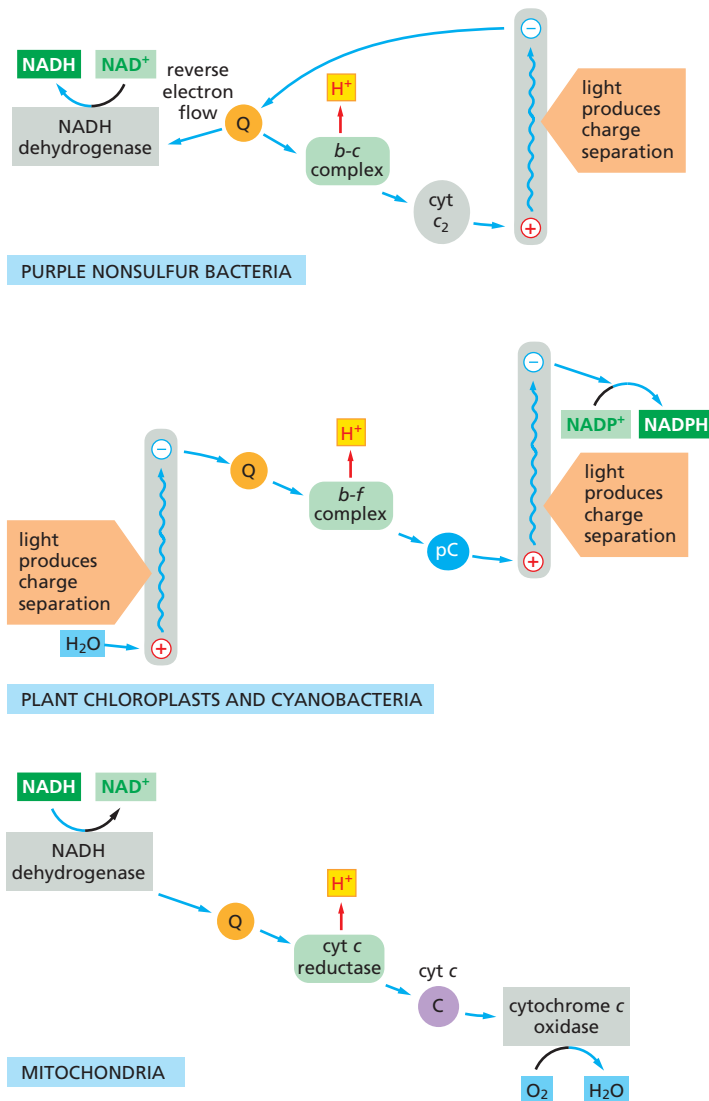 NADH NAD⁺
reverse
electron
flow
NADH
dehydrogenase
Q
H⁺
b-c
complex
cyt
c₂
−
+
light
produces
charge
separation
PURPLE NONSULFUR BACTERIA
light
produces
charge
separation
H₂O
−
+
Q
H⁺
b-f
complex
pC
−
+
NADP⁺ NADPH
light
produces
charge
separation
PLANT CHLOROPLASTS AND CYANOBACTERIA
NADH NAD⁺
NADH
dehydrogenase
Q
H⁺
cyt c
reductase
cyt c
C
cytochrome c
oxidase
O₂ H₂O
MITOCHONDRIA